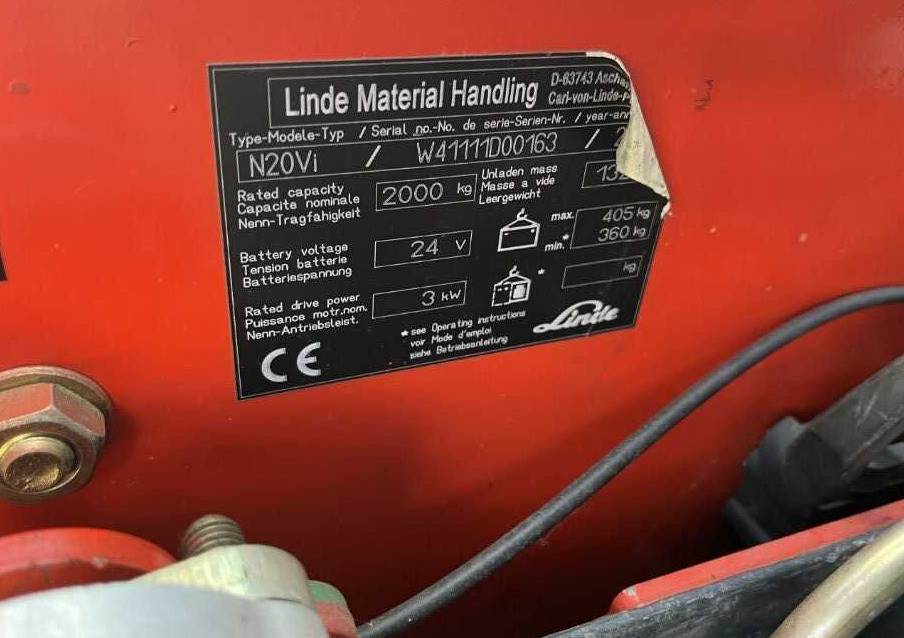 Linde Material Handling
D-63743
Carl-von-Linde-
Type-Modele-Typ / Serial no.-No. de serie-Serien-Nr. / year-
N20Vi / W41111D00163 /
Rated capacity
Capacite nominale
Nenn-Tragfahigkeit
2000 kg
Unladen mass
Masse a vide
Leergewicht
Battery voltage
Tension batterie
Batteriespannung
24 V
max. 405 kg
min.* 360 kg
Rated drive power
Puissance motr.nom.
Nenn-Antriebsleist.
3 kW
* kg
* see Operating instructions
voir Mode d'emploi
siehe Betriebsanleitung
Linde
CE